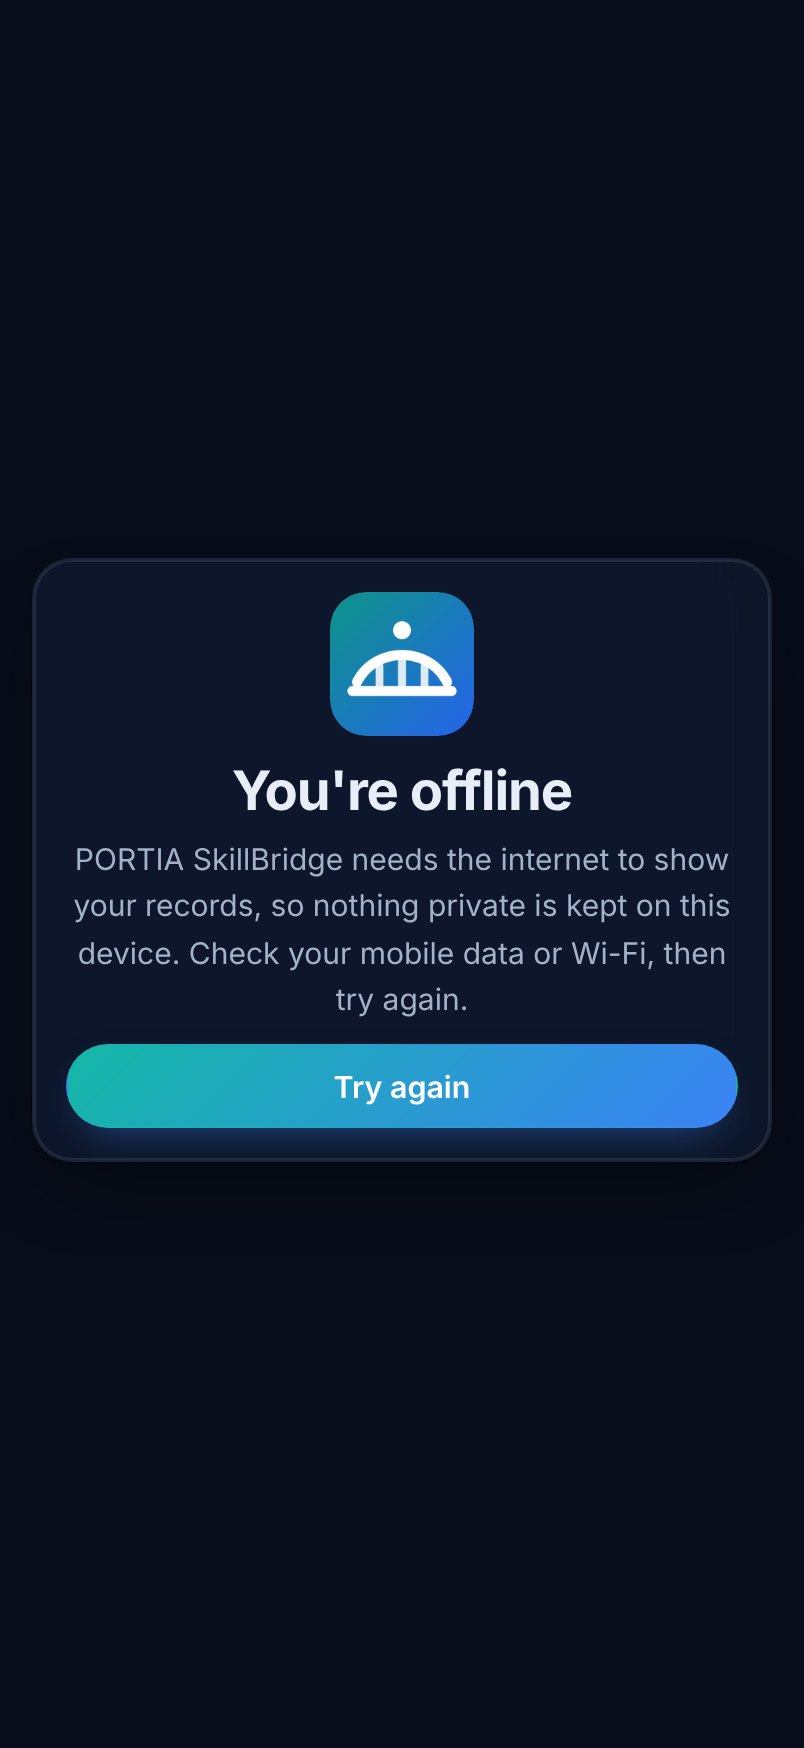 You're offline
PORTIA SkillBridge needs the internet to show
your records, so nothing private is kept on this
device. Check your mobile data or Wi-Fi, then
try again.
Try again